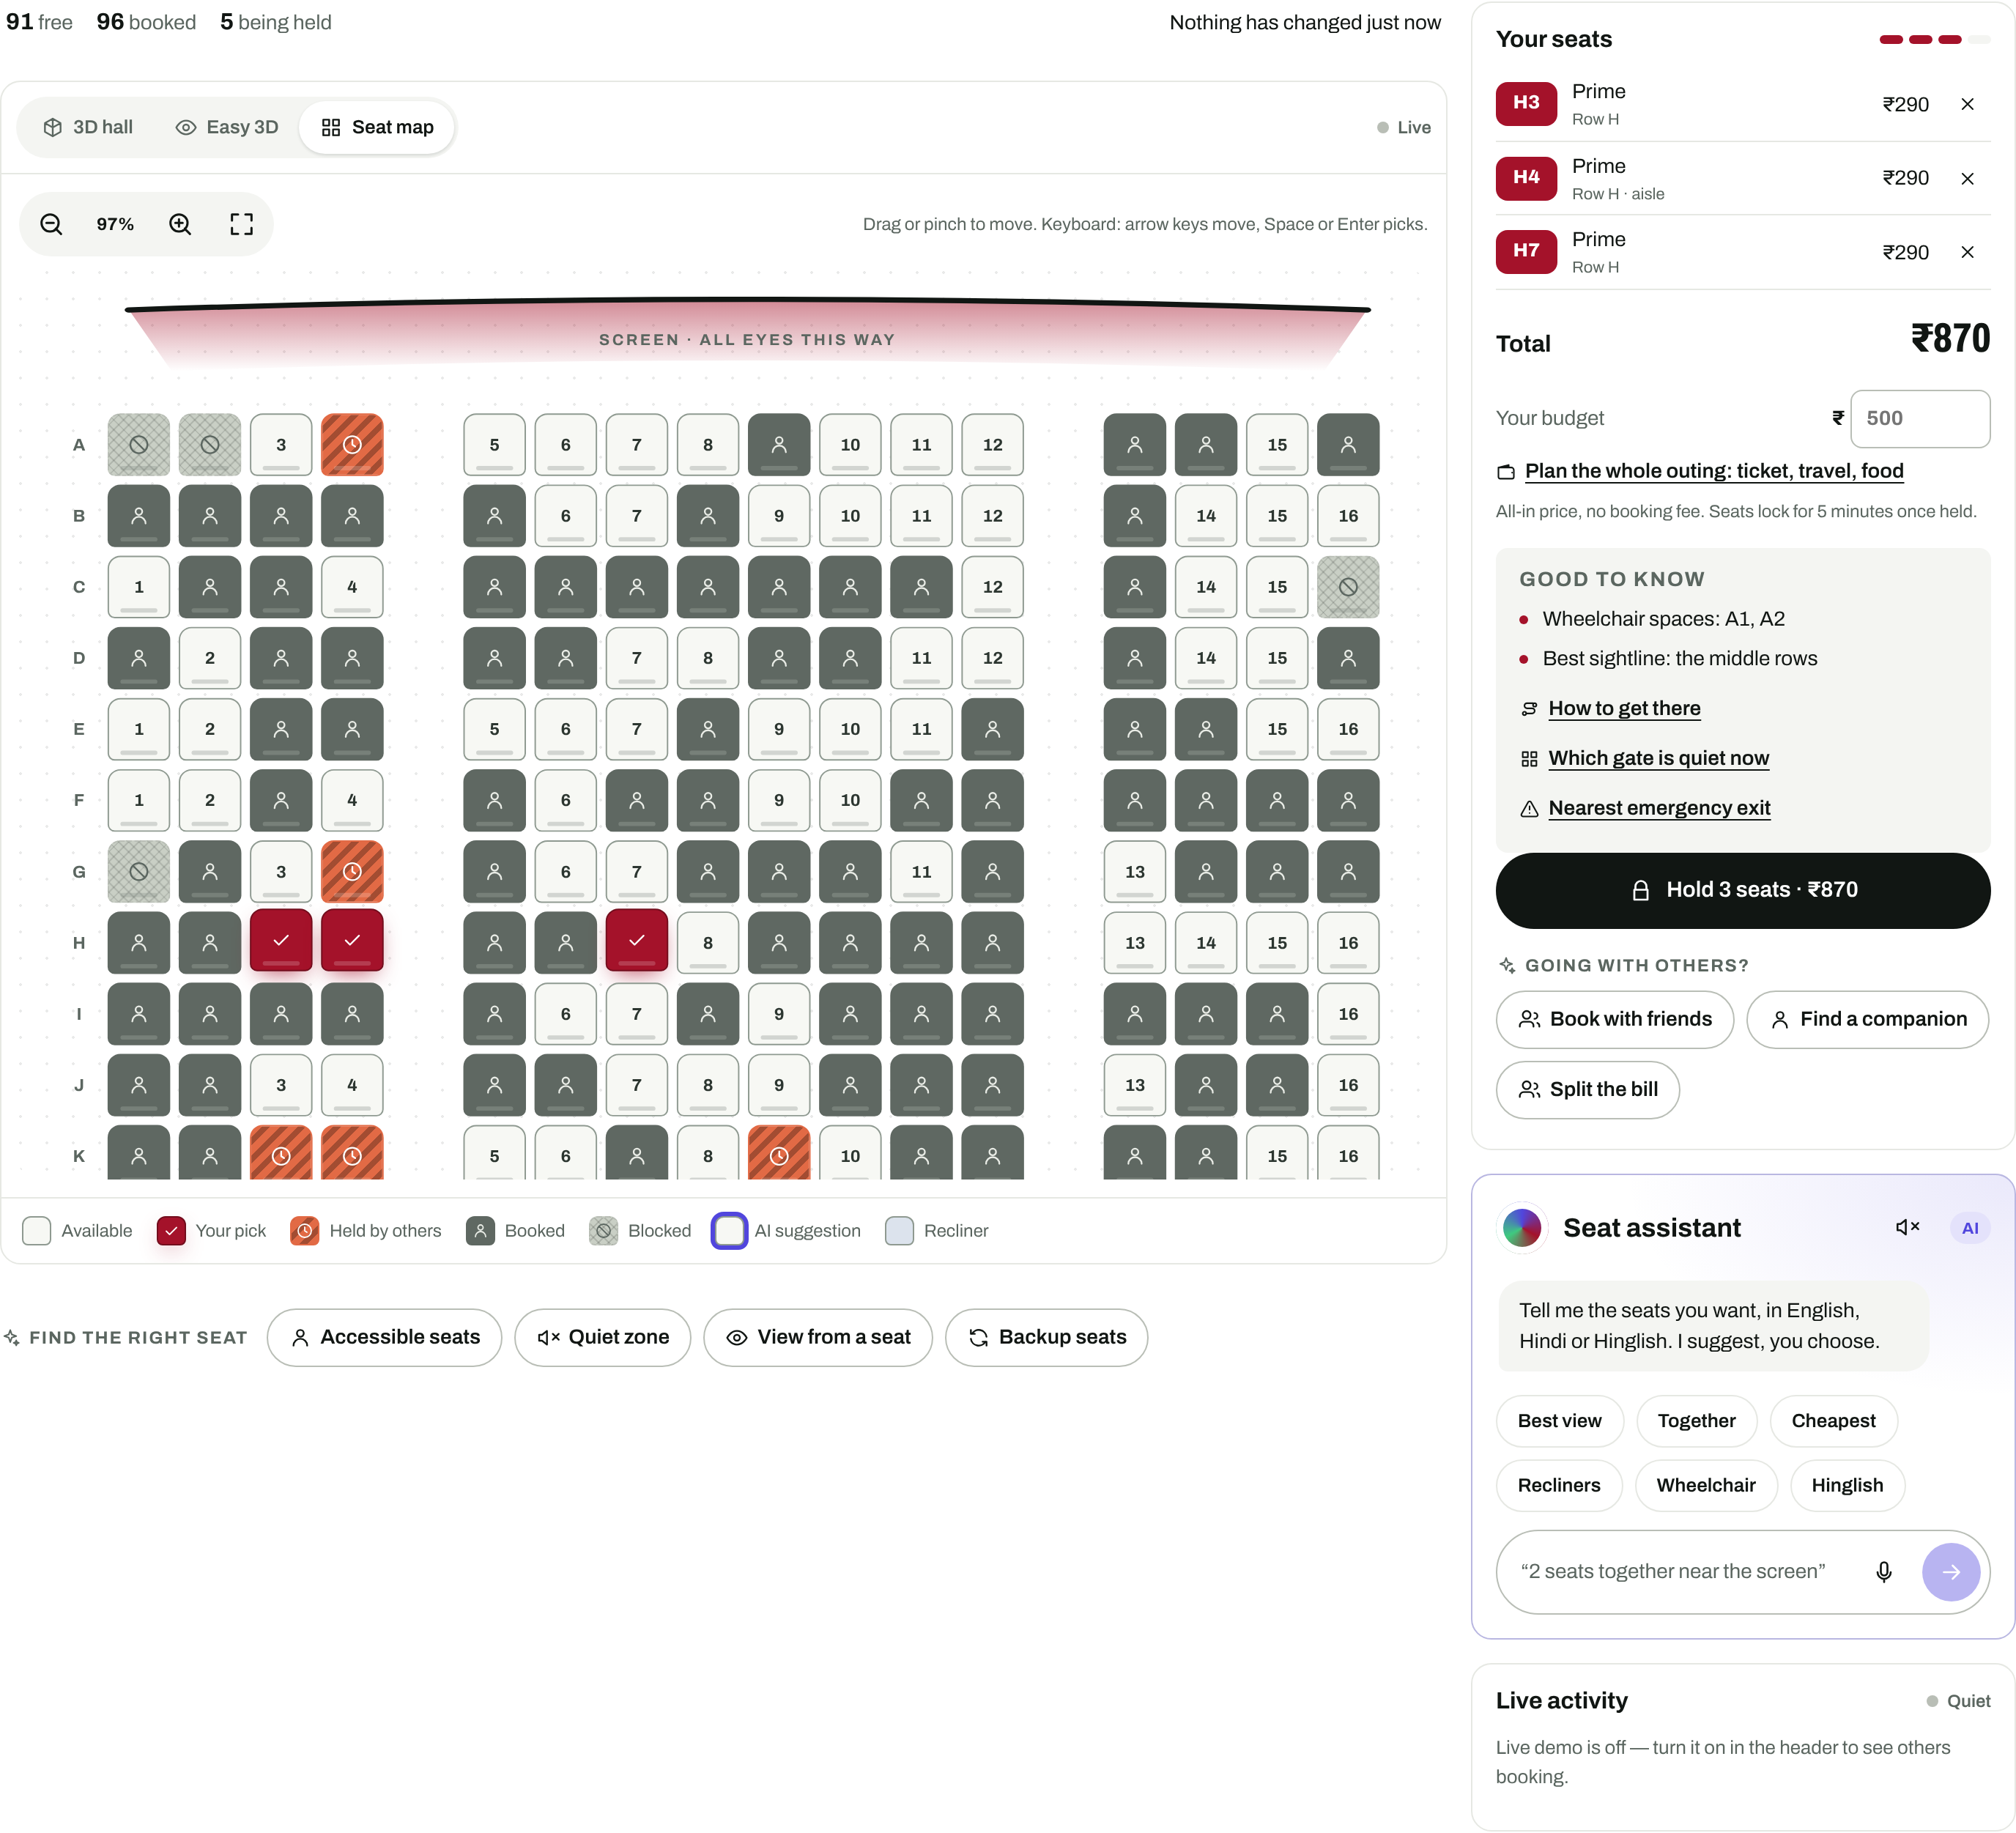 91 free 96 booked 5 being held
Nothing has changed just now
3D hall Easy 3D Seat map
Live
97%
Drag or pinch to move. Keyboard: arrow keys move, Space or Enter picks.
SCREEN · ALL EYES THIS WAY
A 3 5 6 7 8 10 11 12 15
B 6 7 9 10 11 12 14 15 16
C 1 4 12 14 15
D 2 7 8 11 12 14 15
E 1 2 5 6 7 9 10 11 15 16
F 1 2 4 6 9 10
G 3 6 7 11 13
H 8 13 14 15 16
I 6 7 9 16
J 3 4 7 8 9 13 16
K 5 6 8 10 15 16
Available Your pick Held by others Booked Blocked AI suggestion Recliner
FIND THE RIGHT SEAT Accessible seats Quiet zone View from a seat Backup seats
Your seats
H3 Prime ₹290
Row H
H4 Prime ₹290
Row H · aisle
H7 Prime ₹290
Row H
Total ₹870
Your budget ₹ 500
Plan the whole outing: ticket, travel, food
All-in price, no booking fee. Seats lock for 5 minutes once held.
GOOD TO KNOW
Wheelchair spaces: A1, A2
Best sightline: the middle rows
How to get there
Which gate is quiet now
Nearest emergency exit
Hold 3 seats · ₹870
GOING WITH OTHERS?
Book with friends Find a companion
Split the bill
Seat assistant AI
Tell me the seats you want, in English,
Hindi or Hinglish. I suggest, you choose.
Best view Together Cheapest
Recliners Wheelchair Hinglish
“2 seats together near the screen”
Live activity Quiet
Live demo is off — turn it on in the header to see others
booking.